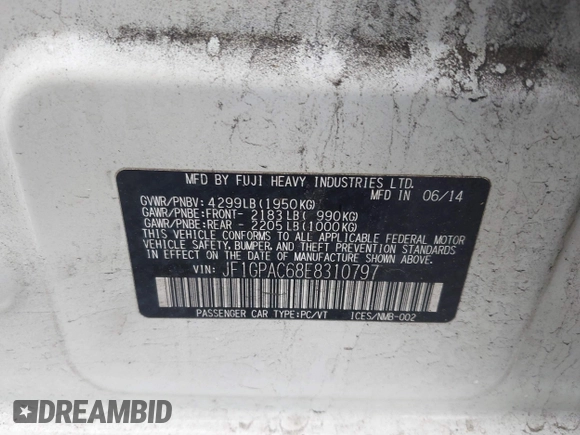 MFD BY FUJI HEAVY INDUSTRIES LTD.
MFD IN 06/14
GVWR/PNBV: 4299LB(1950KG)
GAWR/PNBE:FRONT- 2183LB( 990KG)
GAWR/PNBE:REAR - 2205LB(1000KG)
THIS VEHICLE CONFORMS TO ALL APPLICABLE FEDERAL MOTOR
VEHICLE SAFETY, BUMPER, AND THEFT PREVENTION STANDARDS
IN EFFECT ON THE DATE OF MANUFACTURE SHOWN ABOVE.
VIN: JF1GPAC68E8310797
PASSENGER CAR TYPE:PC/VT ICES/NMB-002
DREAMBID